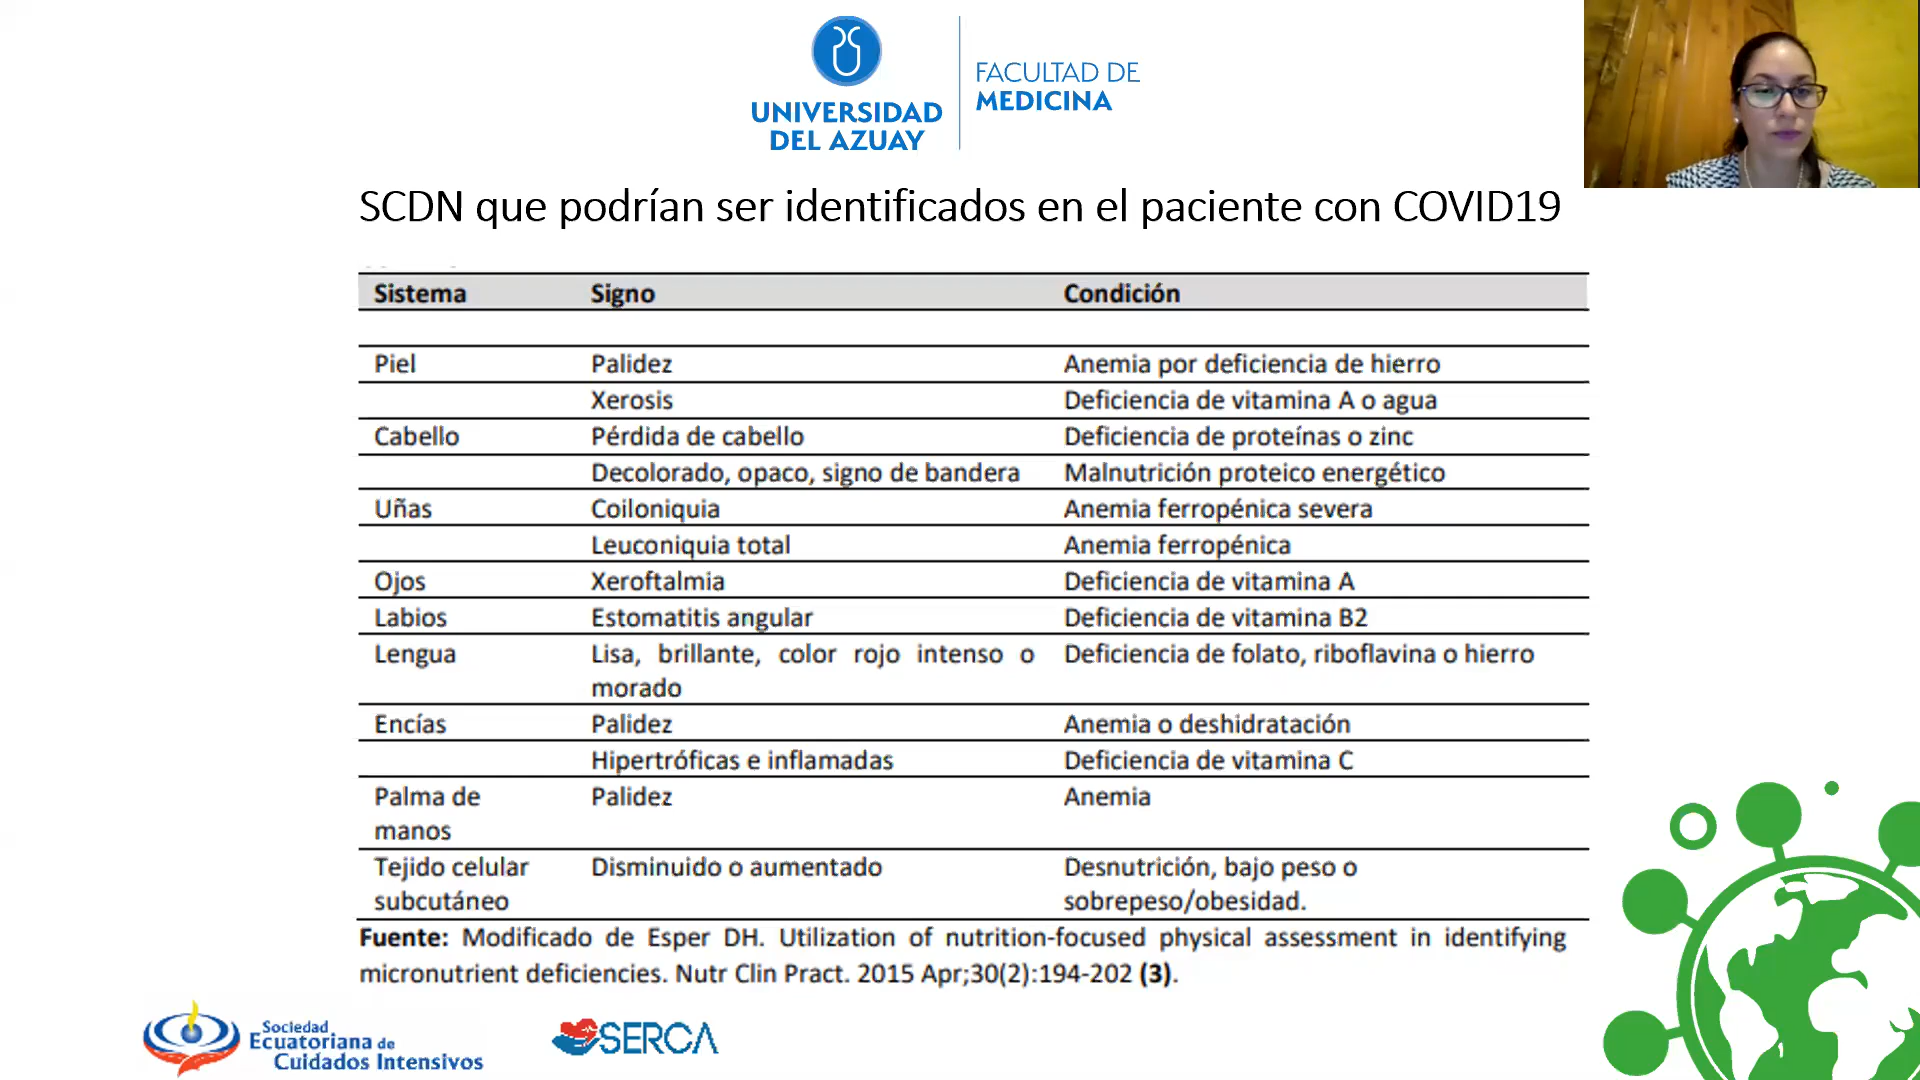 UNIVERSIDAD
DEL AZUAY
FACULTAD DE
MEDICINA
SCDN que podrían ser identificados en el paciente con COVID19
Sistema Signo Condición
Piel Palidez Anemia por deficiencia de hierro
Xerosis Deficiencia de vitamina A o agua
Cabello Pérdida de cabello Deficiencia de proteínas o zinc
Decolorado, opaco, signo de bandera Malnutrición proteico energético
Uñas Coiloniquia Anemia ferropénica severa
Leuconiquia total Anemia ferropénica
Ojos Xeroftalmia Deficiencia de vitamina A
Labios Estomatitis angular Deficiencia de vitamina B2
Lengua Lisa, brillante, color rojo intenso o Deficiencia de folato, riboflavina o hierro
morado
Encías Palidez Anemia o deshidratación
Hipertróficas e inflamadas Deficiencia de vitamina C
Palma de Palidez Anemia
manos
Tejido celular Disminuido o aumentado Desnutrición, bajo peso o
subcutáneo sobrepeso/obesidad.
Fuente: Modificado de Esper DH. Utilization of nutrition-focused physical assessment in identifying
micronutrient deficiencies. Nutr Clin Pract. 2015 Apr;30(2):194-202 (3).
Sociedad
Ecuatoriana de
Cuidados Intensivos
SERCA